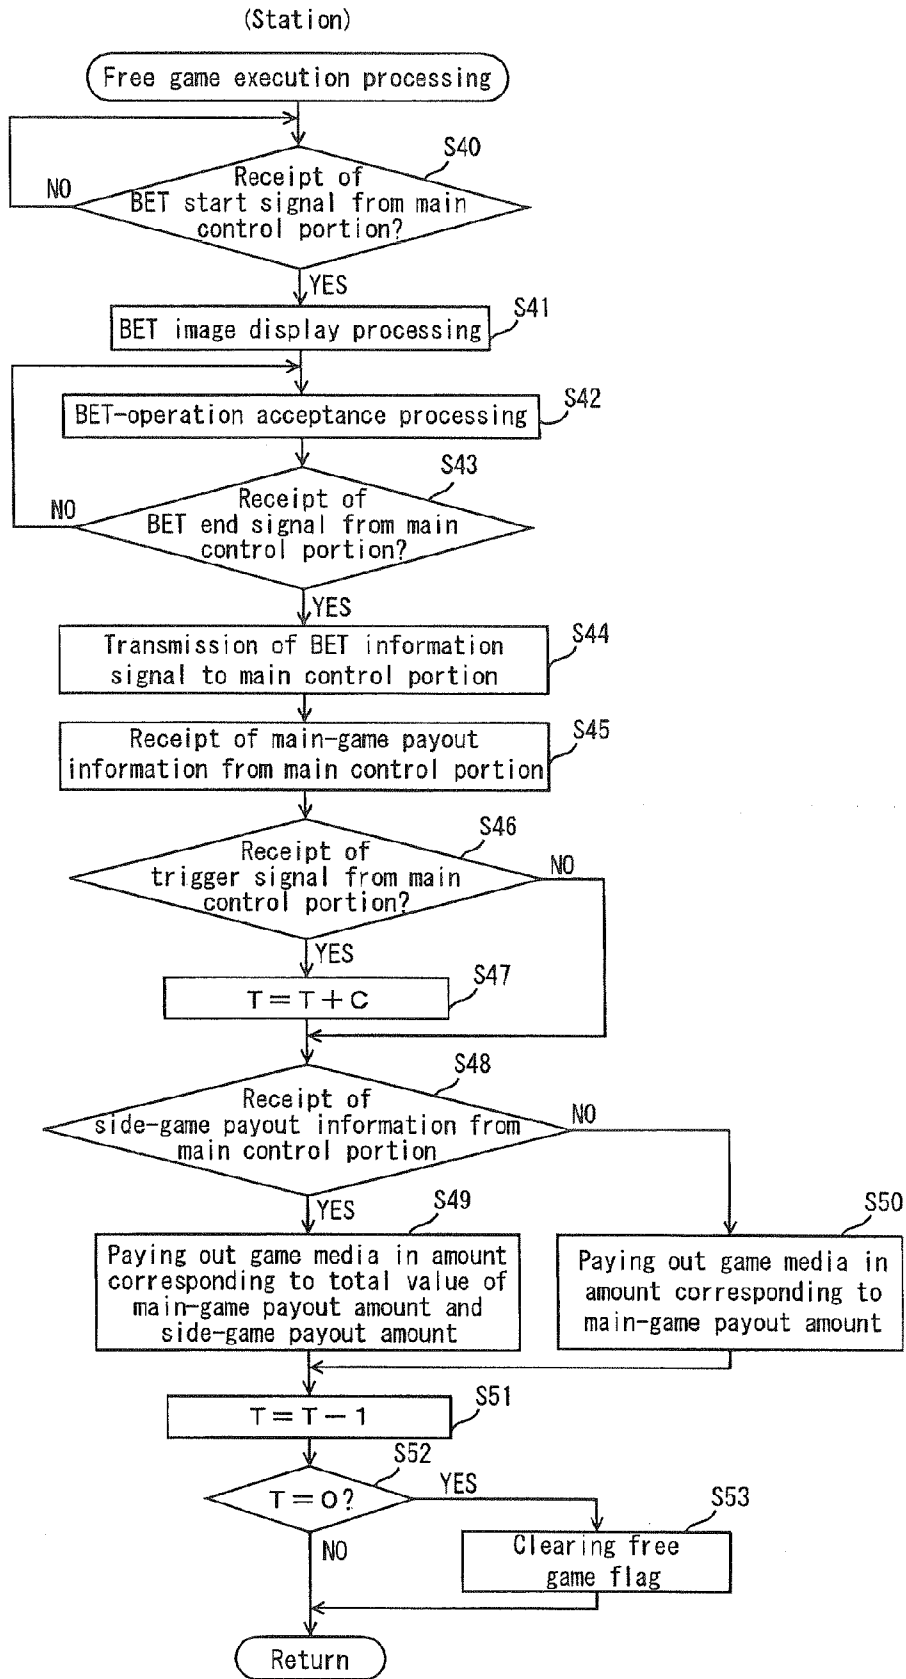 (Station)
Free game execution processing
S40
NO
Receipt of
BET start signal from main
control portion?
YES
S41
BET image display processing
S42
BET-operation acceptance processing
S43
NO
Receipt of
BET end signal from main
control portion?
YES
S44
Transmission of BET information
signal to main control portion
S45
Receipt of main-game payout
information from main control portion
S46
Receipt of
trigger signal from main
control portion?
NO
YES
S47
T=T+C
S48
Receipt of
side-game payout information from
main control portion
NO
YES
S49
Paying out game media in amount
corresponding to total value of
main-game payout amount and
side-game payout amount
S50
Paying out game media in
amount corresponding to
main-game payout amount
S51
T=T-1
S52
T=0?
YES
S53
NO
Clearing free
game flag
Return